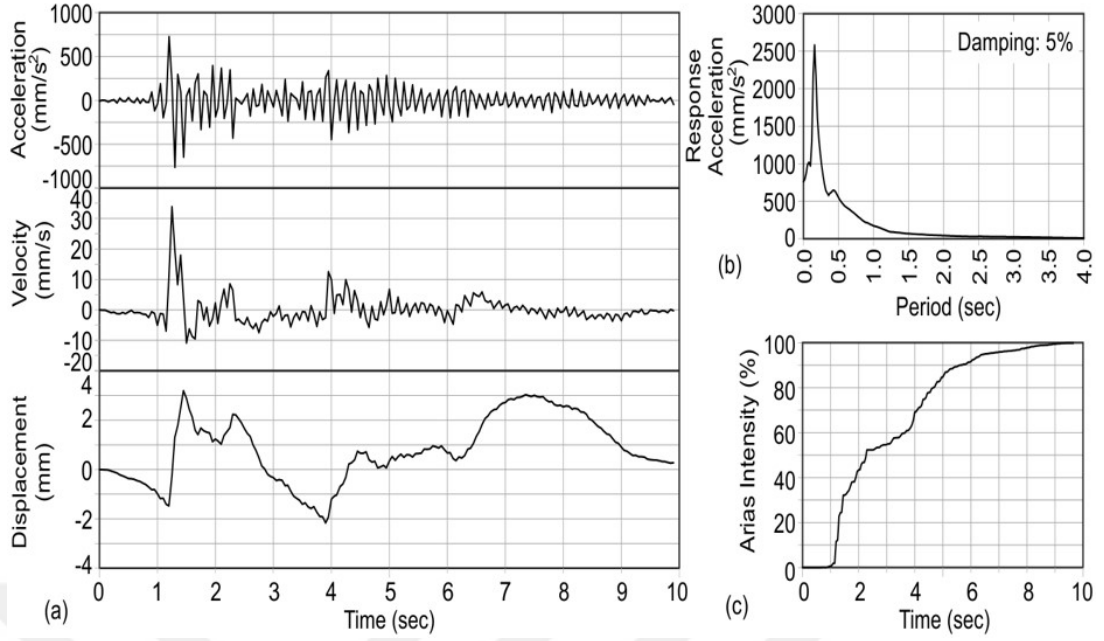 Acceleration
(mm/s²)
1000
500
0
-500
-1000
Velocity
(mm/s)
40
30
20
10
0
-10
-20
Displacement
(mm)
4
2
0
-2
-4
0 1 2 3 4 5 6 7 8 9 10
(a)
Time (sec)
Response
Acceleration
(mm/s²)
3000
2500
2000
1500
1000
500
0
Damping: 5%
0.0 0.5 1.0 1.5 2.0 2.5 3.0 3.5 4.0
(b)
Period (sec)
Arias Intensity (%)
100
80
60
40
20
0
0 2 4 6 8 10
(c)
Time (sec)